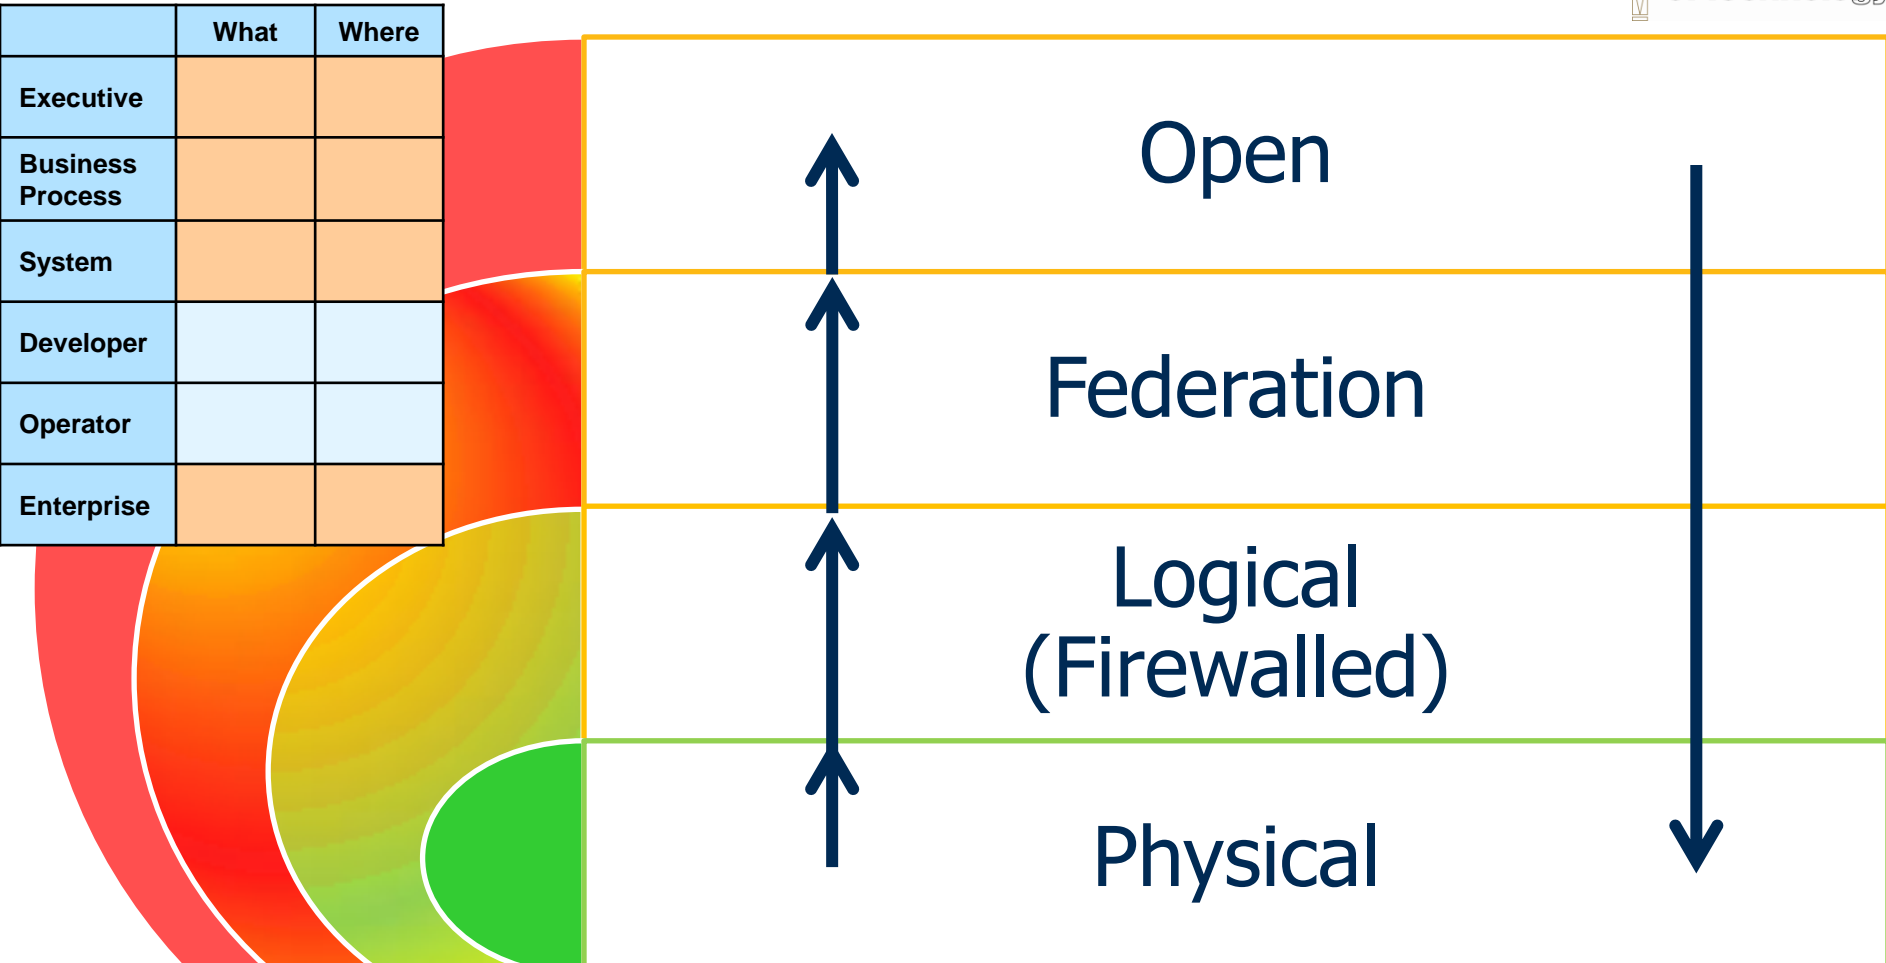 What Where
Executive
Business
Process
System
Developer
Operator
Enterprise
Open
Federation
Logical
(Firewalled)
Physical